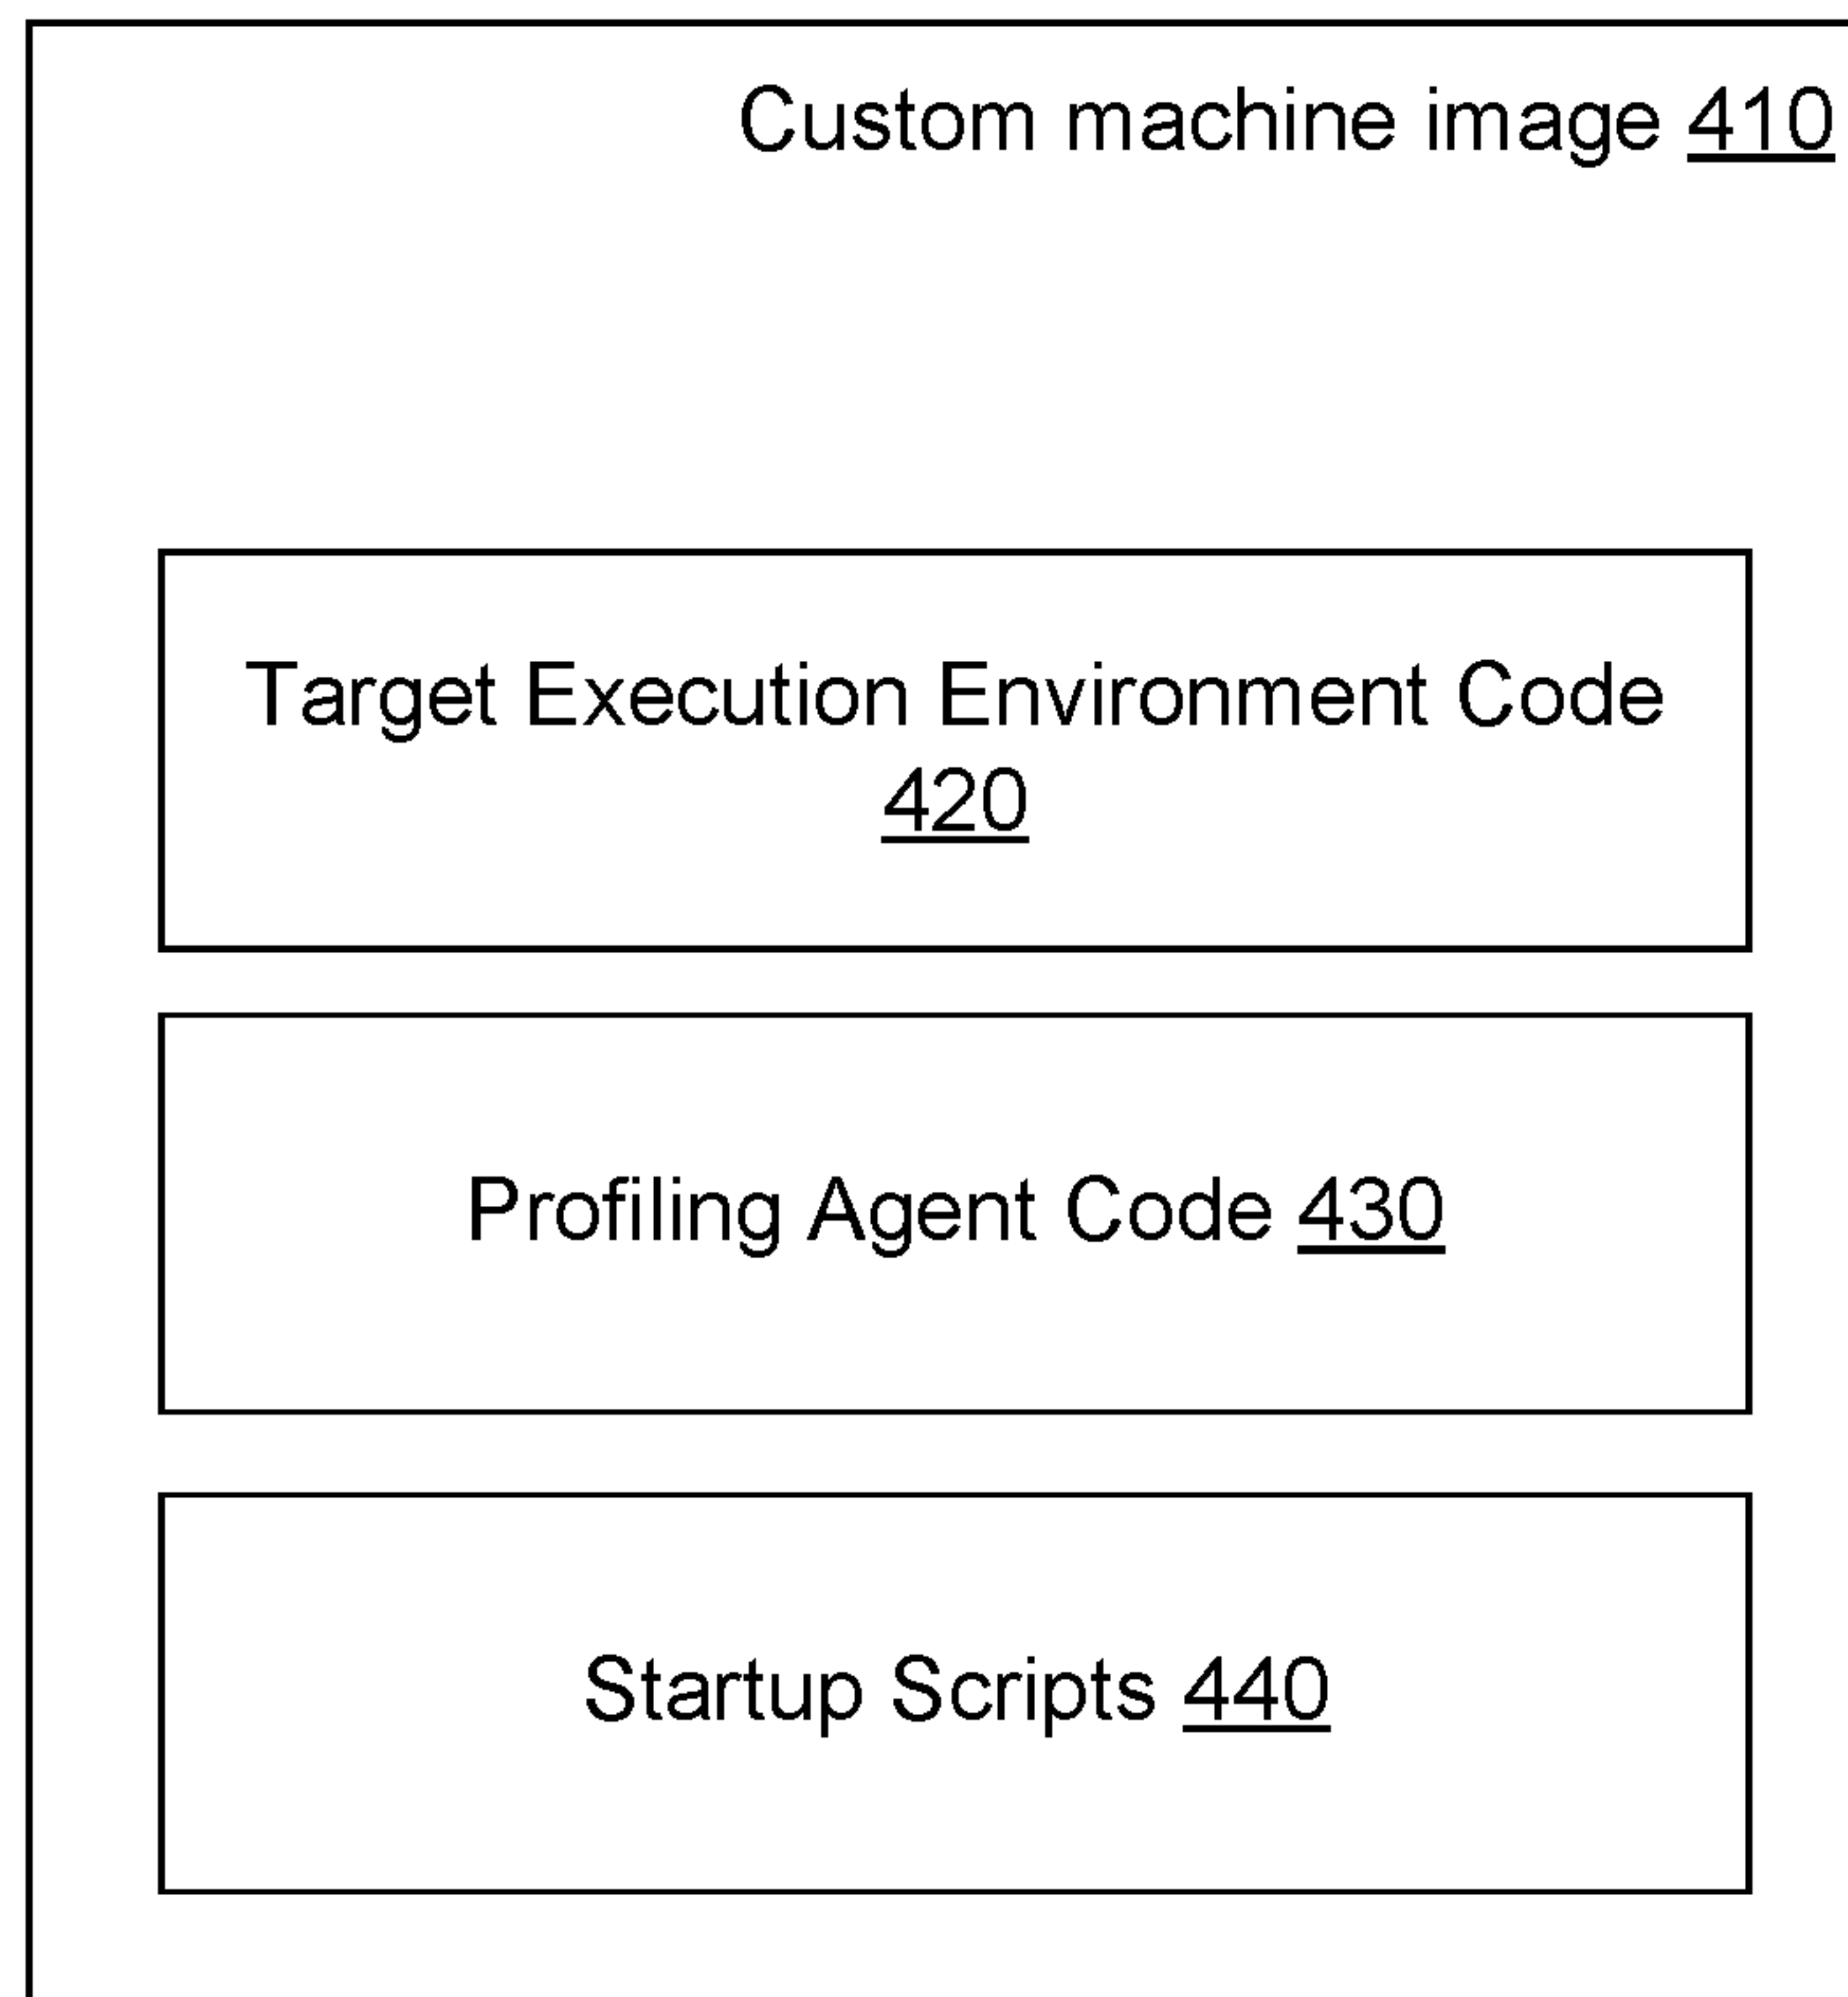 Custom machine image 410
Target Execution Environment Code
420
Profiling Agent Code 430
Startup Scripts 440